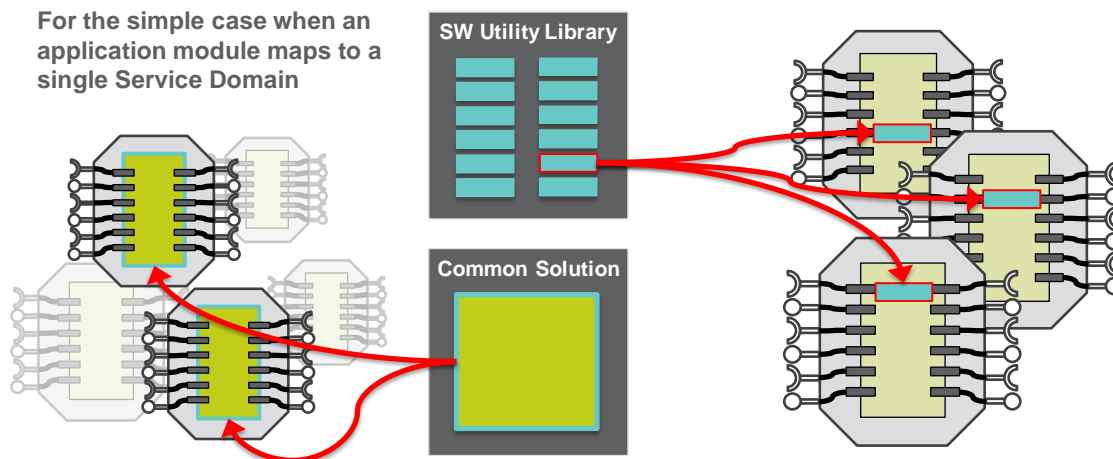 For the simple case when an
application module maps to a
single Service Domain
SW Utility Library
Common Solution